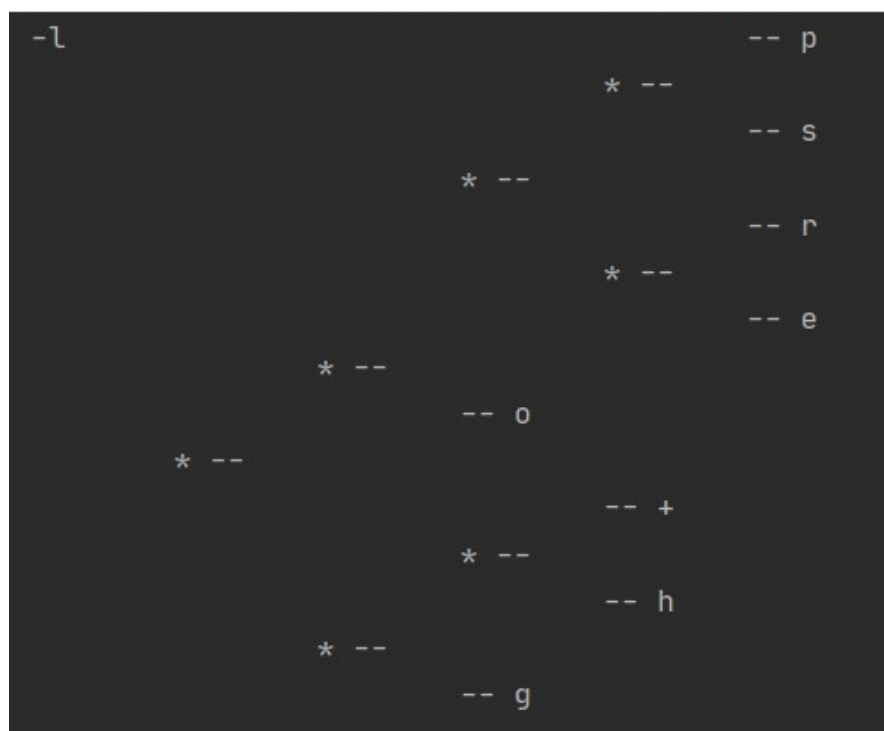 -l -- p
* --
-- s
* --
-- r
* --
-- e
* --
-- o
* --
-- +
* --
-- h
* --
-- g